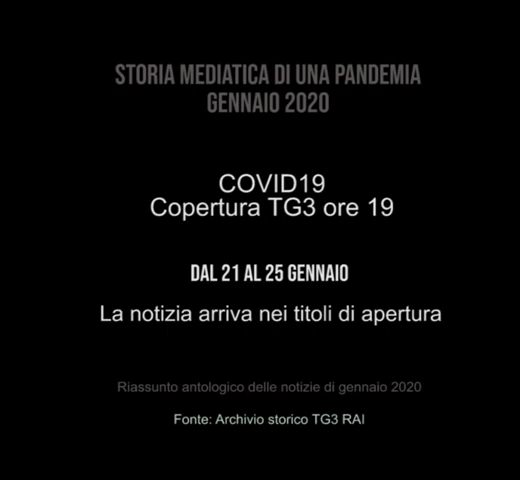 STORIA MEDIATICA DI UNA PANDEMIA
GENNAIO 2020
COVID19
Copertura TG3 ore 19
DAL 21 AL 25 GENNAIO
La notizia arriva nei titoli di apertura
Riassunto antologico delle notizie di gennaio 2020
Fonte: Archivio storico TG3 RAI